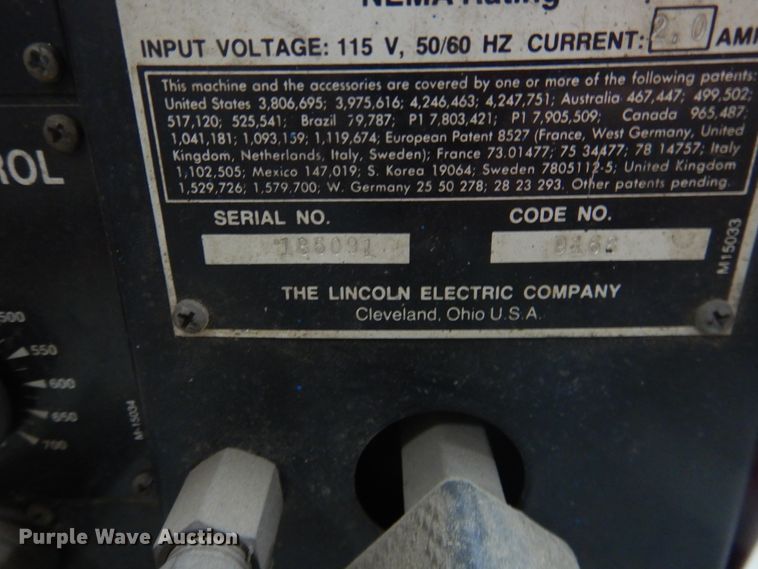 NEMA Rating
INPUT VOLTAGE: 115 V, 50/60 HZ CURRENT: 2.0 AMP
This machine and the accessories are covered by one or more of the following patents:
United States 3,806,695; 3,975,616; 4,246,463; 4,247,751; Australia 467,447; 499,502;
517,120; 525,541; Brazil 79,787; P1 7,803,421; P1 7,905,509; Canada 965,487;
1,041,181; 1,093,159; 1,119,674; European Patent 8527 (France, West Germany, United
Kingdom, Netherlands, Italy, Sweden); France 73.01477; 75 34477; 78 14757; Italy
1,102,505; Mexico 147,019; S. Korea 19064; Sweden 7805112-5; United Kingdom
1,529,726; 1,579,700; W. Germany 25 50 278; 28 23 293. Other patents pending.
ROL
SERIAL NO. CODE NO.
186091
M15033
THE LINCOLN ELECTRIC COMPANY
Cleveland, Ohio U.S.A.
500
550
600
650
700
M-15034
Purple Wave Auction